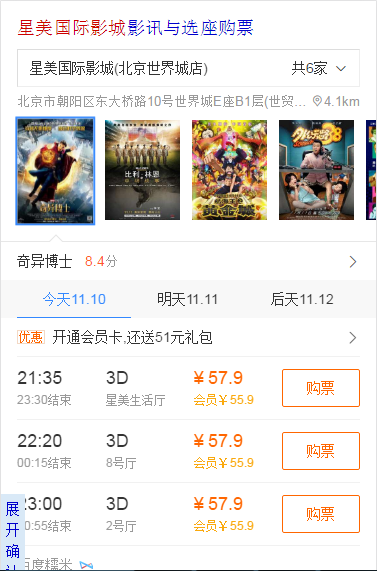 星美国际影城影讯与选座购票
星美国际影城(北京世界城店) 共6家
北京市朝阳区东大桥路10号世界城E座B1层(世贸... 4.1km
奇异博士 8.4分
今天11.10 明天11.11 后天11.12
优惠 开通会员卡,还送51元礼包
21:35 3D ¥57.9 购票
23:30结束 星美生活厅 会员¥55.9
22:20 3D ¥57.9 购票
00:15结束 8号厅 会员¥55.9
23:00 3D ¥57.9 购票
00:55结束 2号厅 会员¥55.9
展开确
百度糯米